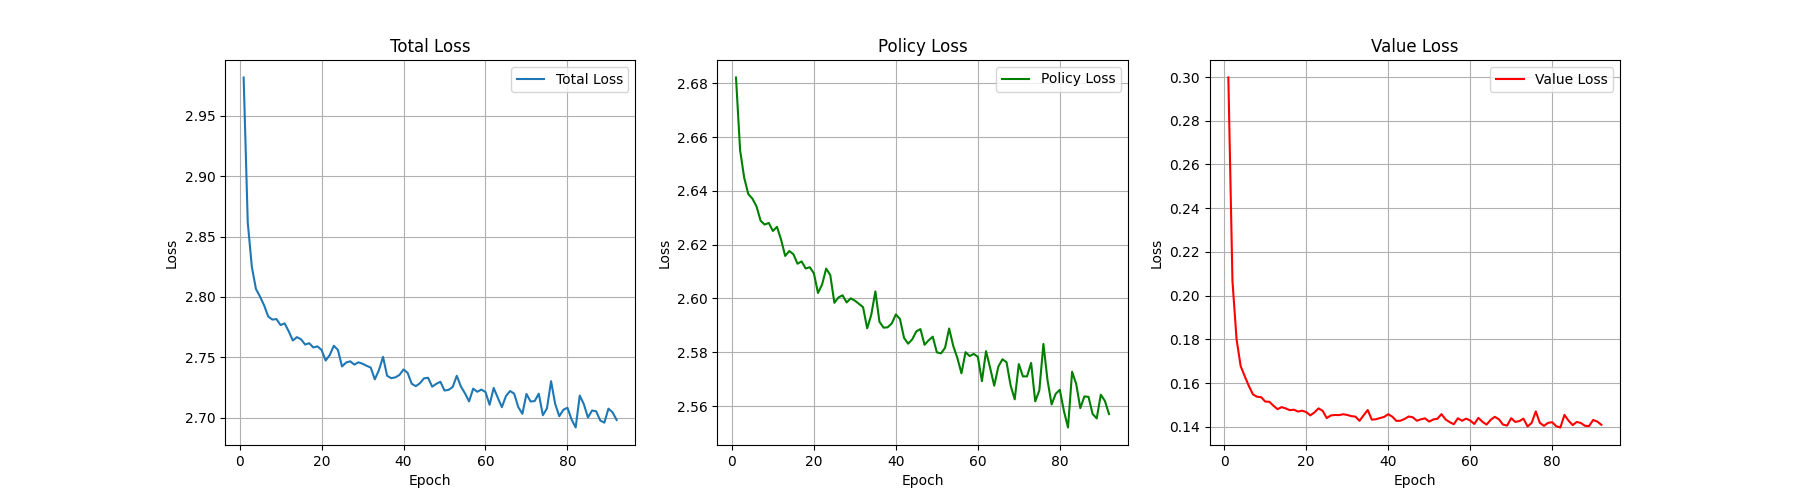 Total Loss
Total Loss
2.95
2.90
2.85
2.80
2.75
2.70
Loss
0 20 40 60 80
Epoch
Policy Loss
Policy Loss
2.68
2.66
2.64
2.62
2.60
2.58
2.56
Loss
0 20 40 60 80
Epoch
Value Loss
Value Loss
0.30
0.28
0.26
0.24
0.22
0.20
0.18
0.16
0.14
Loss
0 20 40 60 80
Epoch